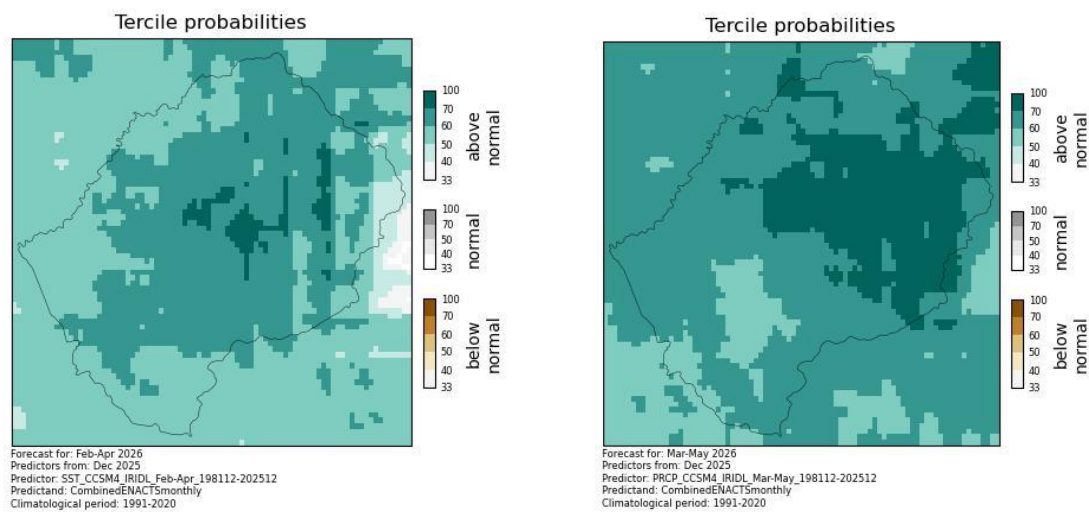 Tercile probabilities
100
70
60
50
40
33
above
normal
100
70
50
40
33
normal
100
70
60
50
40
33
below
normal
Forecast for: Feb-Apr 2026
Predictors from: Dec 2025
Predictor: SST_CCSM4_IRIDL_Feb-Apr_198112-202512
Predictand: CombinedENACTSmonthly
Climatological period: 1991-2020
Tercile probabilities
100
70
60
50
40
33
above
normal
100
70
50
40
33
normal
100
70
60
50
40
33
below
normal
Forecast for: Mar-May 2026
Predictors from: Dec 2025
Predictor: PRCP_CCSM4_IRIDL_Mar-May_198112-202512
Predictand: CombinedENACTSmonthly
Climatological period: 1991-2020